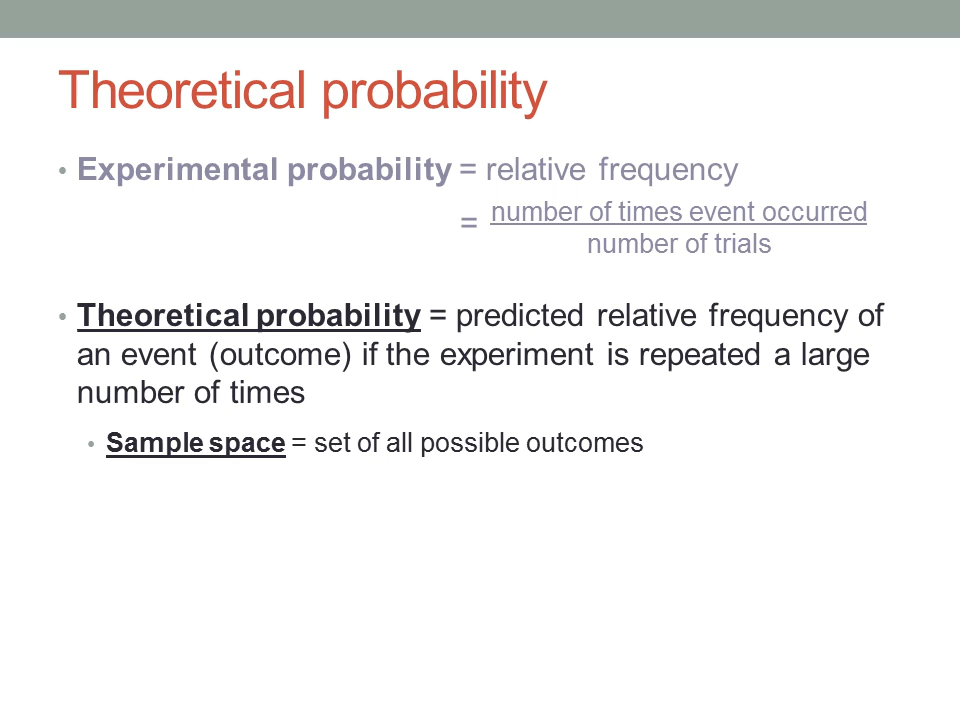 Theoretical probability
• Experimental probability = relative frequency
= number of times event occurred
number of trials
• Theoretical probability = predicted relative frequency of
an event (outcome) if the experiment is repeated a large
number of times
• Sample space = set of all possible outcomes